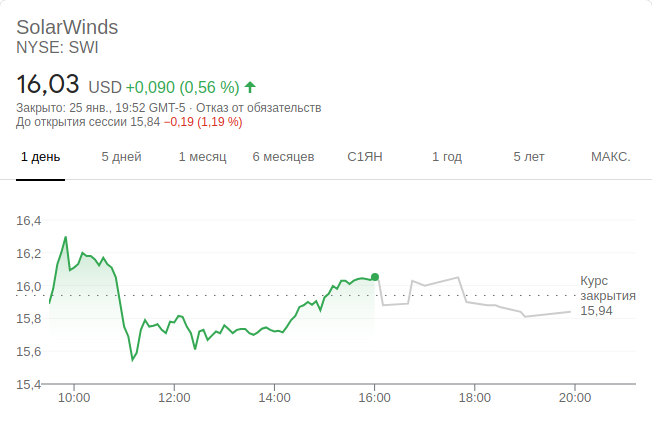 SolarWinds
NYSE: SWI
16,03 USD +0,090 (0,56 %)
Закрыто: 25 янв., 19:52 GMT-5 · Отказ от обязательств
До открытия сессии 15,84 −0,19 (1,19 %)
1 день 5 дней 1 месяц 6 месяцев С1ЯН 1 год 5 лет МАКС.
16,4
16,2
16,0
15,8
15,6
15,4
Курс
закрытия
15,94
10:00 12:00 14:00 16:00 18:00 20:00